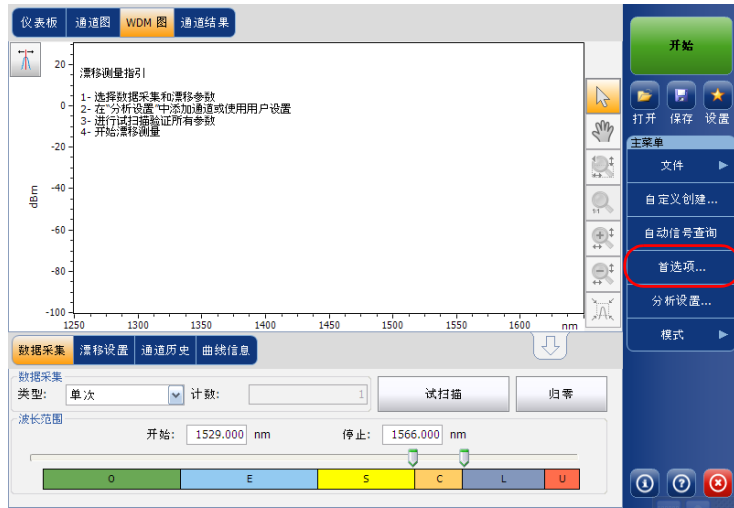 仪表板 通道图 WDM 图 通道结果
开始
打开 保存 设置
主菜单
文件
自定义创建...
自动信号查询
首选项...
分析设置...
模式
漂移测量指引
1- 选择数据采集和漂移参数
2- 在"分析设置"中添加通道或使用用户设置
3- 进行试扫描验证所有参数
4- 开始漂移测量
20
0
-20
-40
-60
-80
-100
dBm
1250 1300 1350 1400 1450 1500 1550 1600 nm
1:1
数据采集 漂移设置 通道历史 曲线信息
数据采集
类型: 单次 计数: 1 试扫描 归零
波长范围
开始: 1529.000 nm 停止: 1566.000 nm
O E S C L U